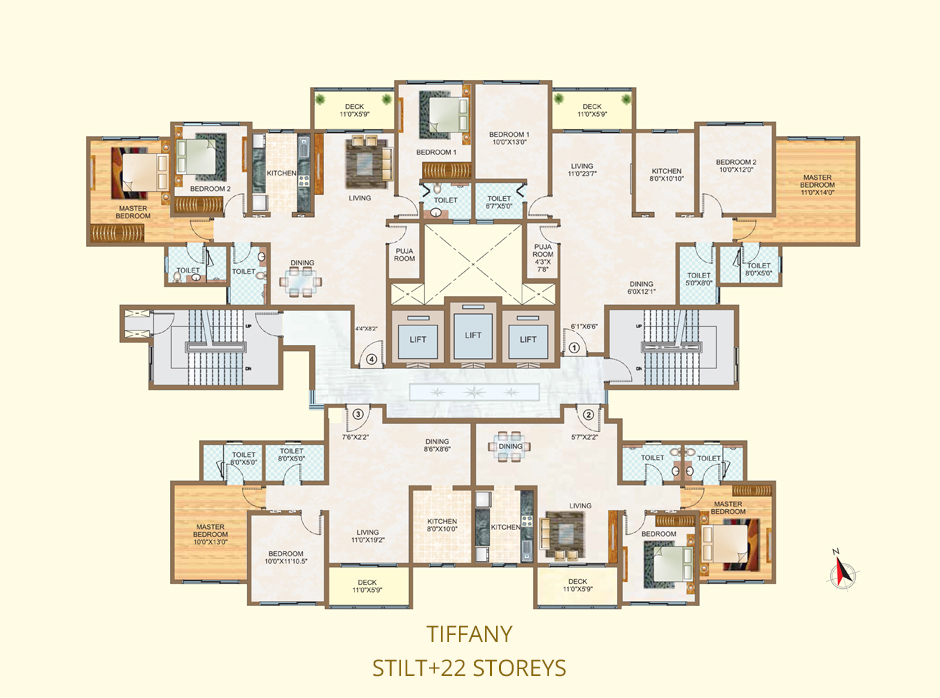 DECK
11'0"X5'9"
DECK
11'0"X5'9"
BEDROOM 1
BEDROOM 1
10'0"X13'0"
BEDROOM 2
MASTER
BEDROOM
KITCHEN
LIVING
LIVING
11'0"23'7"
KITCHEN
8'0"X10'10"
BEDROOM 2
10'0"X12'0"
MASTER
BEDROOM
11'0"X14'0"
TOILET
TOILET
6'7"X5'0"
TOILET
TOILET
DINING
PUJA
ROOM
PUJA
ROOM
4'3"X
7'8"
DINING
6'0X12'1"
TOILET
5'0"X8'0"
TOILET
8'0"X5'0"
UP
DN
4'4"X8'2"
LIFT
LIFT
LIFT
6'1"X6'6"
UP
DN
4
1
3
2
7'6"X2'2"
5'7"X2'2"
TOILET
8'0"X5'0"
TOILET
8'0"X5'0"
DINING
8'6"X8'6"
DINING
TOILET
TOILET
MASTER
BEDROOM
10'0"X13'0"
BEDROOM
10'0"X11'10.5"
LIVING
11'0"X19'2"
KITCHEN
8'0"X10'0"
KITCHEN
LIVING
BEDROOM
MASTER
BEDROOM
DECK
11'0"X5'9"
DECK
11'0"X5'9"
N
TIFFANY
STILT+22 STOREYS